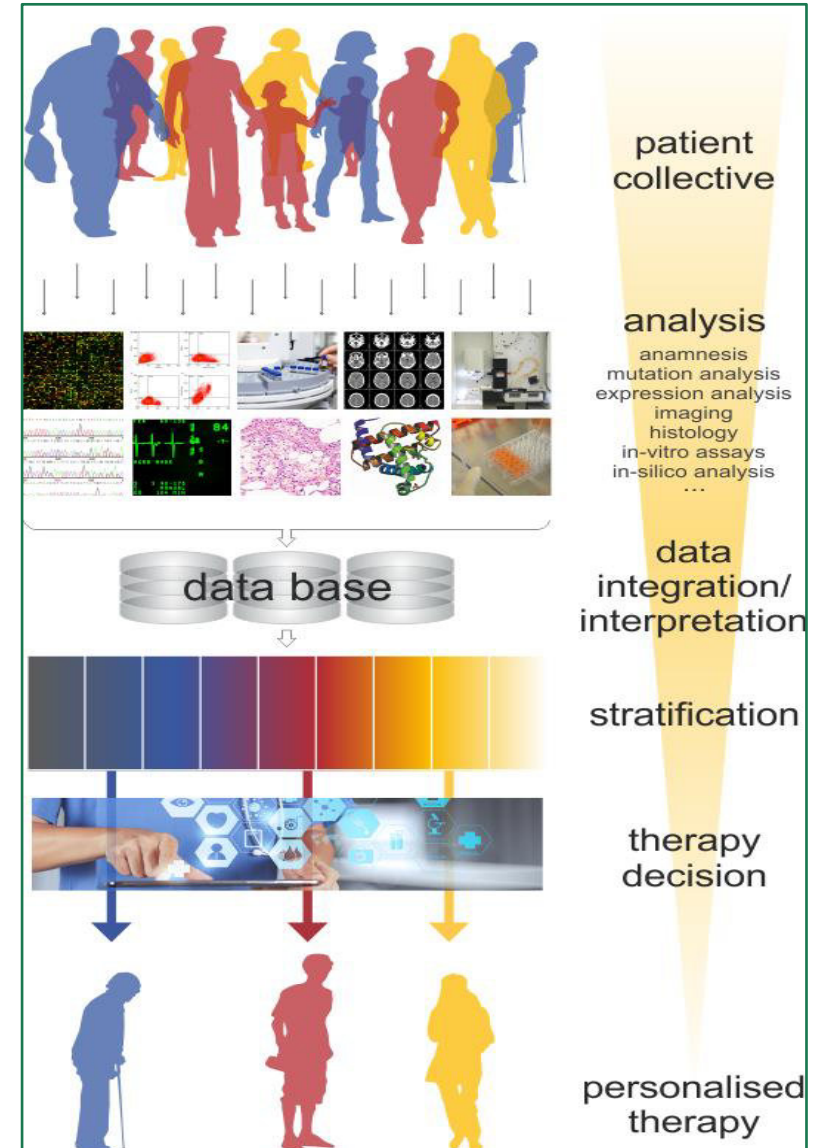 patient
collective
analysis
anamnesis
mutation analysis
expression analysis
imaging
histology
in-vitro assays
in-silico analysis
...
84
data base
data
integration/
interpretation
stratification
therapy
decision
personalised
therapy